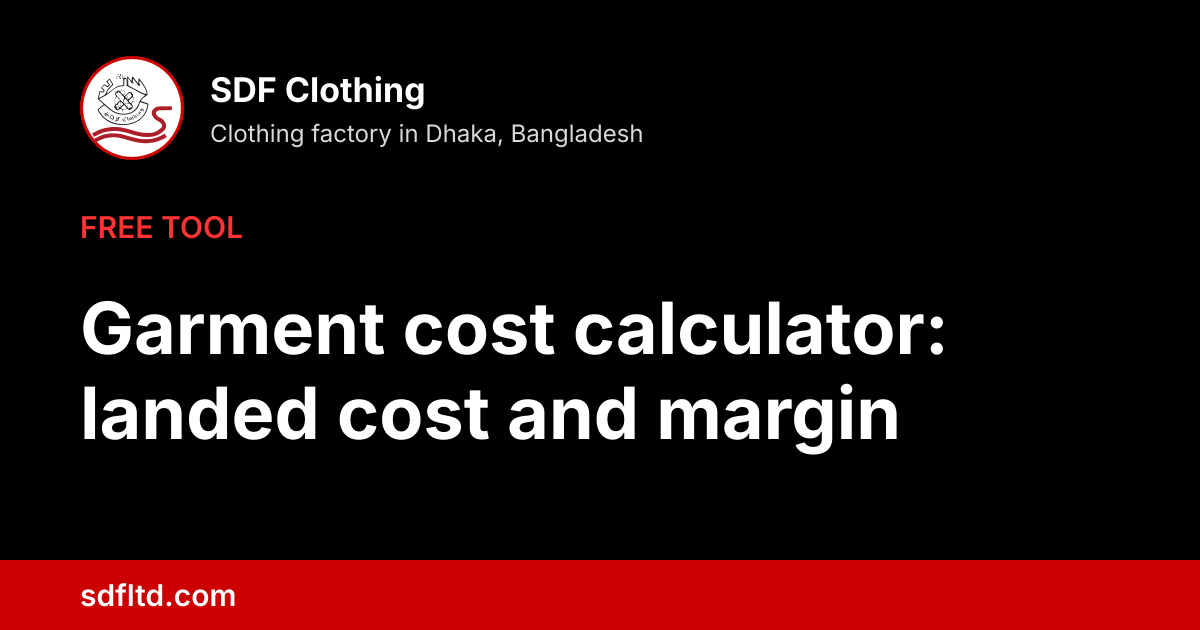 SDF Clothing
Clothing factory in Dhaka, Bangladesh
FREE TOOL
Garment cost calculator:
landed cost and margin
sdfltd.com